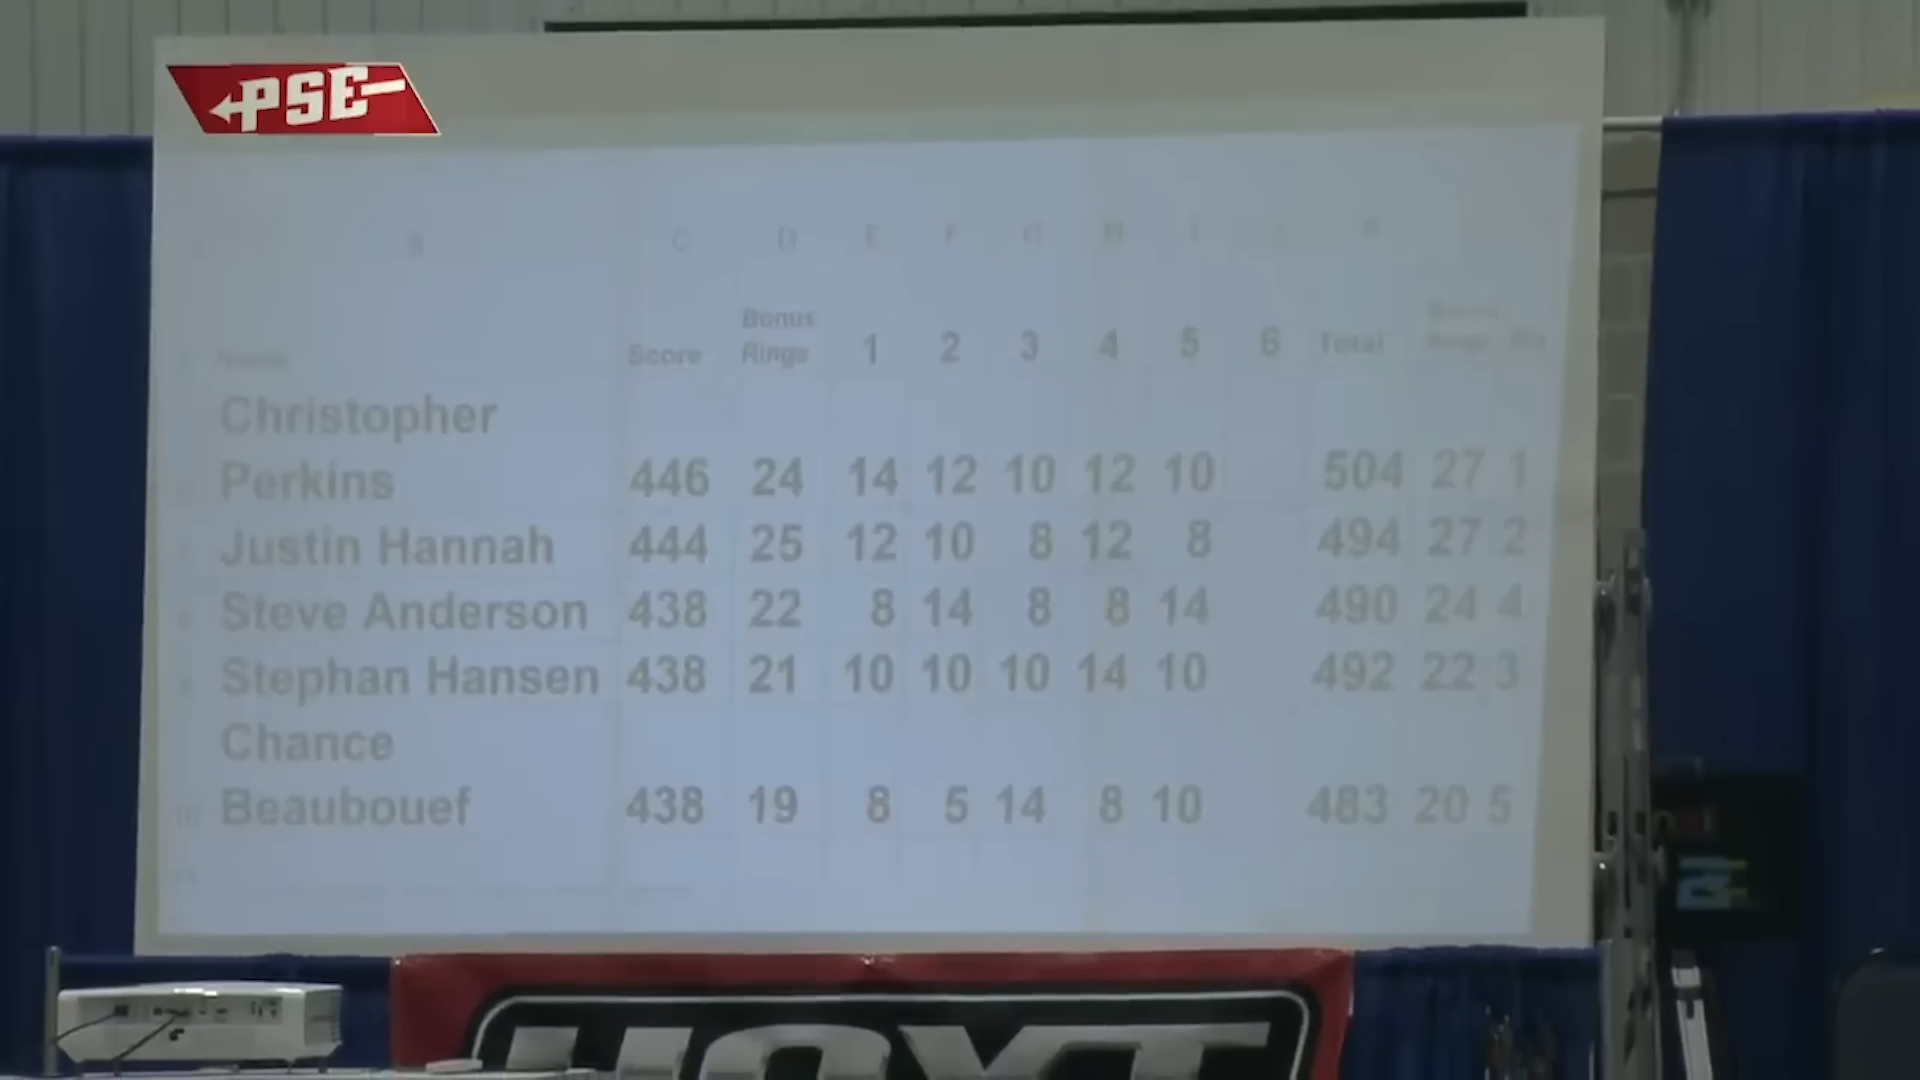 PSE
B C D E F G H I
Bonus
Name Score Rings 1 2 3 4 5 6 Total
Christopher
Perkins 446 24 14 12 10 12 10 504 27 1
Justin Hannah 444 25 12 10 8 12 8 494 27 2
Steve Anderson 438 22 8 14 8 8 14 490 24 4
Stephan Hansen 438 21 10 10 10 14 10 492 22 3
Chance
Beaubouef 438 19 8 5 14 8 10 483 20 5
HOYT